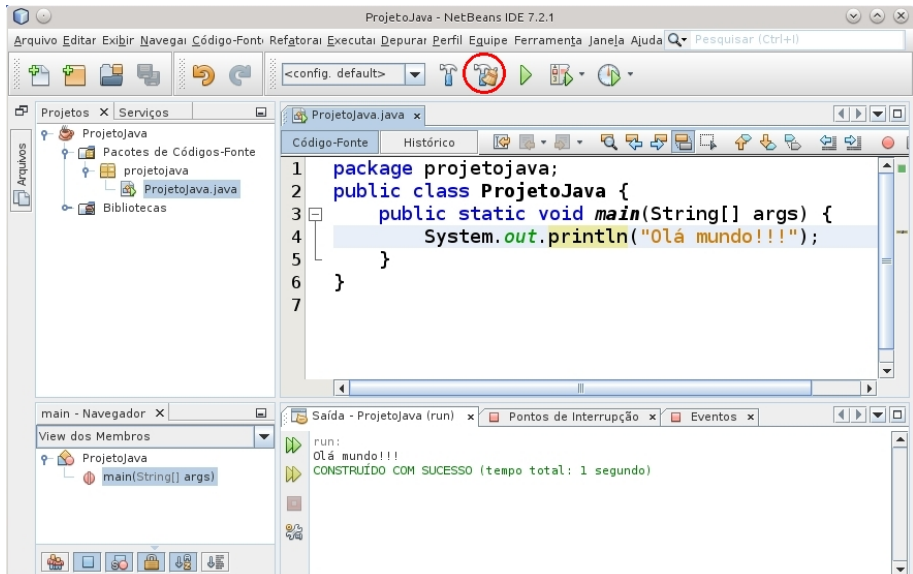 ProjetoJava - NetBeans IDE 7.2.1
Arquivo Editar Exibir Navegar Código-Font Refatorar Executar Depurar Perfil Equipe Ferramenta Janela Ajuda Pesquisar (Ctrl+I)
<config. default>
Projetos Serviços
Arquivos
ProjetoJava
Pacotes de Códigos-Fonte
projetojava
ProjetoJava.java
Bibliotecas
ProjetoJava.java
Código-Fonte Histórico
1 package projetojava;
2 public class ProjetoJava {
3 public static void main(String[] args) {
4 System.out.println("Olá mundo!!!");
5 }
6 }
7
main - Navegador
View dos Membros
ProjetoJava
main(String[] args)
Saída - ProjetoJava (run) Pontos de Interrupção Eventos
run:
Olá mundo!!!
CONSTRUÍDO COM SUCESSO (tempo total: 1 segundo)